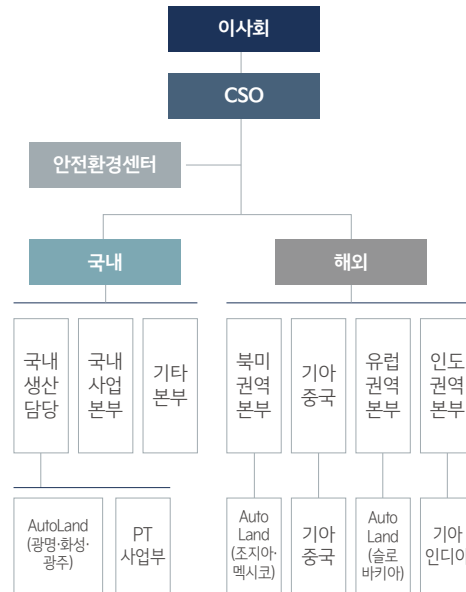 이사회
CSO
안전환경센터
국내
해외
국내
생산
담당
국내
사업
본부
기타
본부
북미
권역
본부
기아
중국
유럽
권역
본부
인도
권역
본부
AutoLand
(광명·화성·
광주)
PT
사업부
Auto
Land
(조지아·
멕시코)
기아
중국
Auto
Land
(슬로
바키아)
기아
인디아